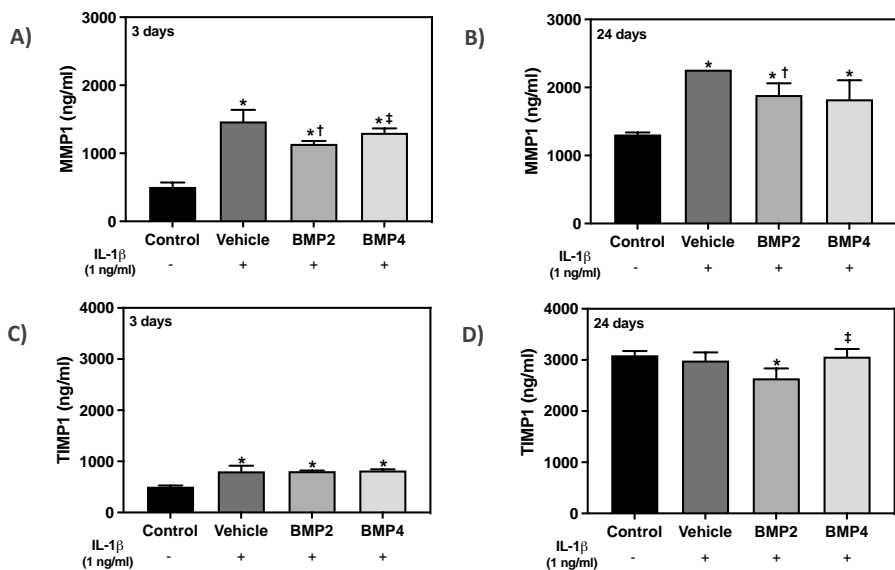 A)
3 days
MMP1 (ng/ml)
3000
2000
1000
0
*
*†
*‡
Control Vehicle BMP2 BMP4
IL-1β
(1 ng/ml)
- + + +
B)
24 days
MMP1 (ng/ml)
3000
2000
1000
0
*
*†
*
Control Vehicle BMP2 BMP4
IL-1β
(1 ng/ml)
- + + +
C)
3 days
TIMP1 (ng/ml)
4000
3000
2000
1000
0
*
*
*
Control Vehicle BMP2 BMP4
IL-1β
(1 ng/ml)
- + + +
D)
24 days
TIMP1 (ng/ml)
4000
3000
2000
1000
0
*
‡
Control Vehicle BMP2 BMP4
IL-1β
(1 ng/ml)
- + + +